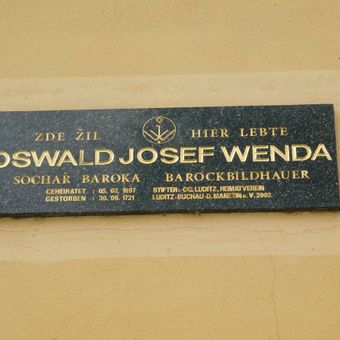 ZDE ŽIL HIER LEBTE
OSWALD JOSEF WENDA
SOCHAŘ BAROKA BAROCKBILDHAUER
GEHEIRATET : 05. 02. 1697 STIFTER: OG. LUDITZ, HEIMATVEREIN
GESTORBEN : 30. 09. 1721 LUDITZ-BUCHAU-D. MANETIN e. V. 2002